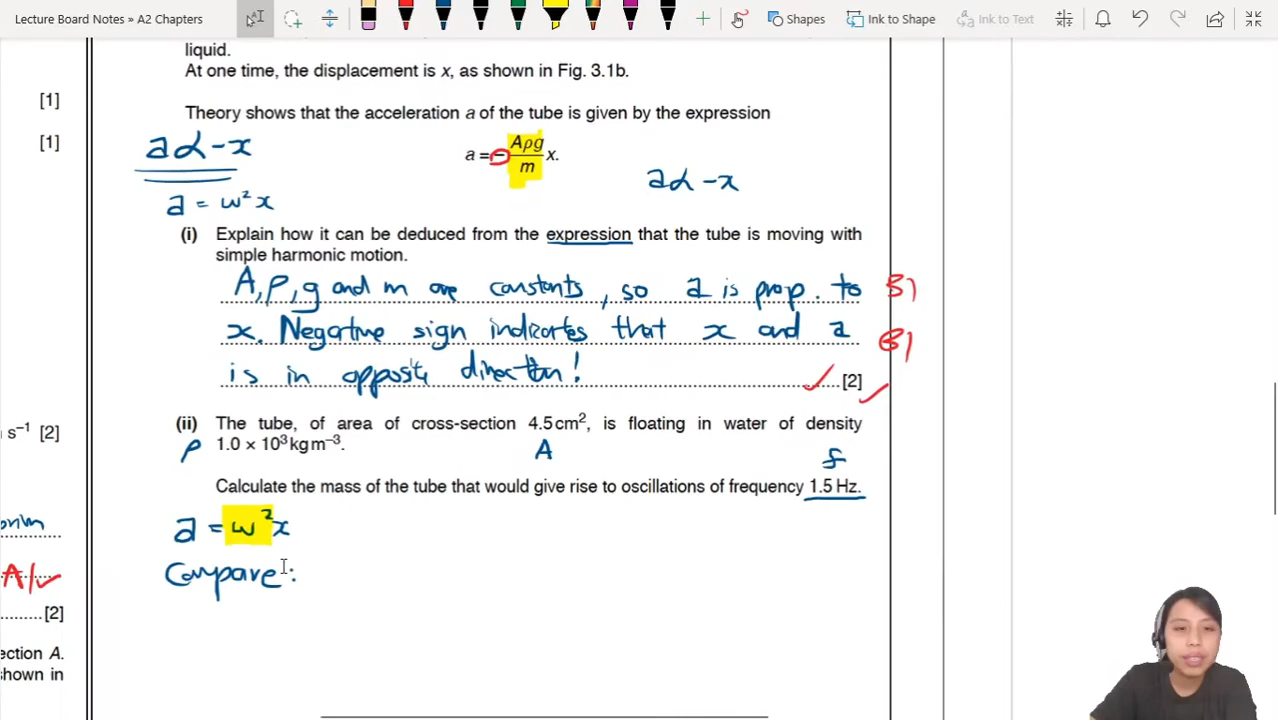 Lecture Board Notes » A2 Chapters
Shapes
Ink to Shape
Ink to Text
liquid.
At one time, the displacement is x, as shown in Fig. 3.1b.
[1]
Theory shows that the acceleration a of the tube is given by the expression
[1]
a α -x
a = - Aρg/m x.
a α -x
a = ω² x
(i) Explain how it can be deduced from the expression that the tube is moving with
simple harmonic motion.
A, ρ, g and m are constants, so a is prop. to B1
x. Negative sign indicates that x and a B1
is in opposite direction! [2]
(ii) The tube, of area of cross-section 4.5 cm², is floating in water of density
s⁻¹ [2]
ρ 1.0 × 10³ kg m⁻³. A
f
Calculate the mass of the tube that would give rise to oscillations of frequency 1.5 Hz.
a = ω² x
Compare :
A/
[2]
ection A.
shown in